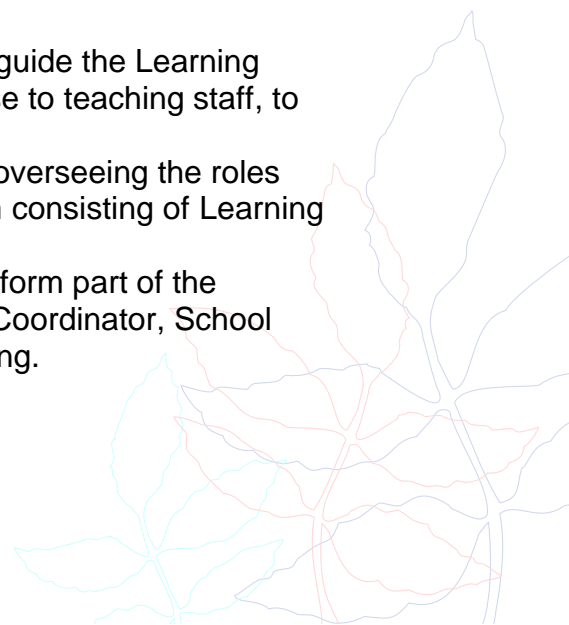 guide the Learning
se to teaching staff, to
overseeing the roles
consisting of Learning
form part of the
Coordinator, School
ng.